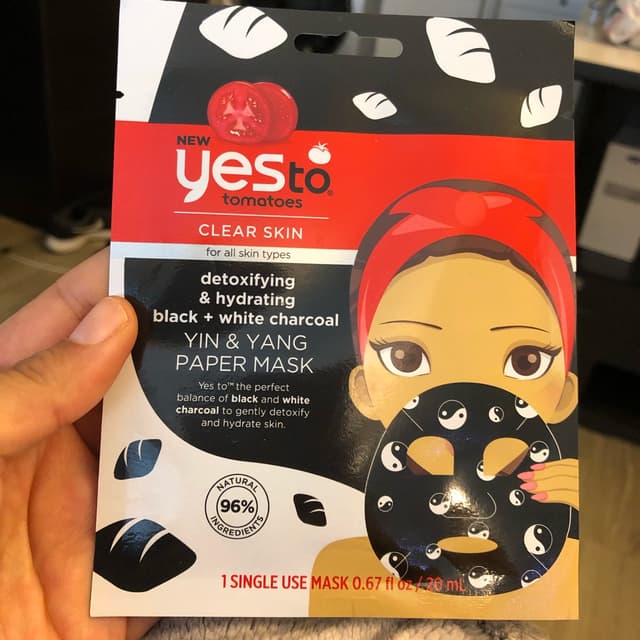 NEW
yes to®
tomatoes
CLEAR SKIN
for all skin types
detoxifying
& hydrating
black + white charcoal
YIN & YANG
PAPER MASK
Yes to™ the perfect
balance of black and white
charcoal to gently detoxify
and hydrate skin.
NATURAL
96%
INGREDIENTS
1 SINGLE USE MASK 0.67 fl oz / 20 mL